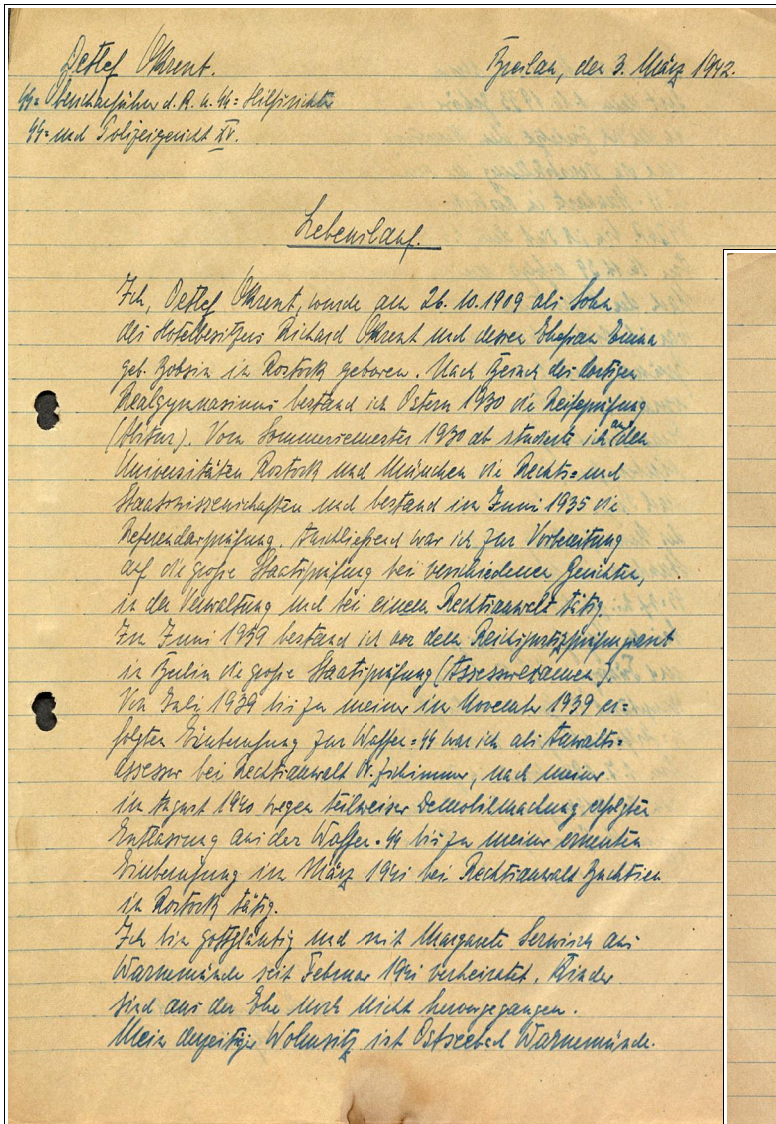 Detlef Ohrent.
Breslau, den 3. März 1942.
SS=Oberscharführer d.R. u. SS=Hilfsrichter
SS= und Polizeigericht XV.
Lebenslauf.
Ich, Detlef Ohrent, wurde am 26.10.1909 als Sohn
des Hotelbesitzers Richard Ohrent und dessen Ehefrau Emma
geb. in Rostock geboren. Nach Besuch des dortigen
Realgymnasiums bestand ich Ostern 1930 die Reifeprüfung
(Abitur). Vom Sommersemester 1930 ab studierte ich an den
Universitäten Rostock und München die Rechts= und
Staatswissenschaften und bestand im Juni 1935 die
Referendarprüfung. Anschließend war ich zur Vorbereitung
auf die große Staatsprüfung bei verschiedenen Gerichten,
in der Verwaltung und bei einem Rechtsanwalt tätig.
Im Juni 1939 bestand ich vor dem Reichsjustizprüfungsamt
in Berlin die große Staatsprüfung (Assessorexamen).
Von Juli 1939 bis zu meiner im November 1939 er=
folgten Einberufung zur Waffen=SS war ich als Anwalts=
assessor bei Rechtsanwalt Dr. , nach meiner
im August 1940 wegen teilweiser Demobilmachung erfolgten
Entlassung aus der Waffen=SS bis zu meiner erneuten
Einberufung im März 1941 bei Rechtsanwalt
in Rostock tätig.
Ich bin gottgläubig und mit Margarete aus
Warnemünde seit Februar 1941 verheiratet. Kinder
sind aus der Ehe noch nicht hervorgegangen.
Mein derzeitiger Wohnsitz ist Ostseebad Warnemünde.